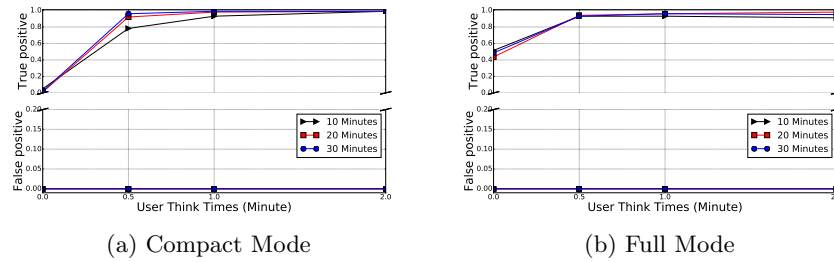 True positive
1.0
0.8
0.6
0.4
0.2
0.0
False positive
0.20
0.15
0.10
0.05
0.00
10 Minutes
20 Minutes
30 Minutes
0.0
0.5
1.0
2.0
User Think Times (Minute)
(a) Compact Mode
True positive
1.0
0.8
0.6
0.4
0.2
0.0
False positive
0.20
0.15
0.10
0.05
0.00
10 Minutes
20 Minutes
30 Minutes
0.0
0.5
1.0
2.0
User Think Times (Minute)
(b) Full Mode